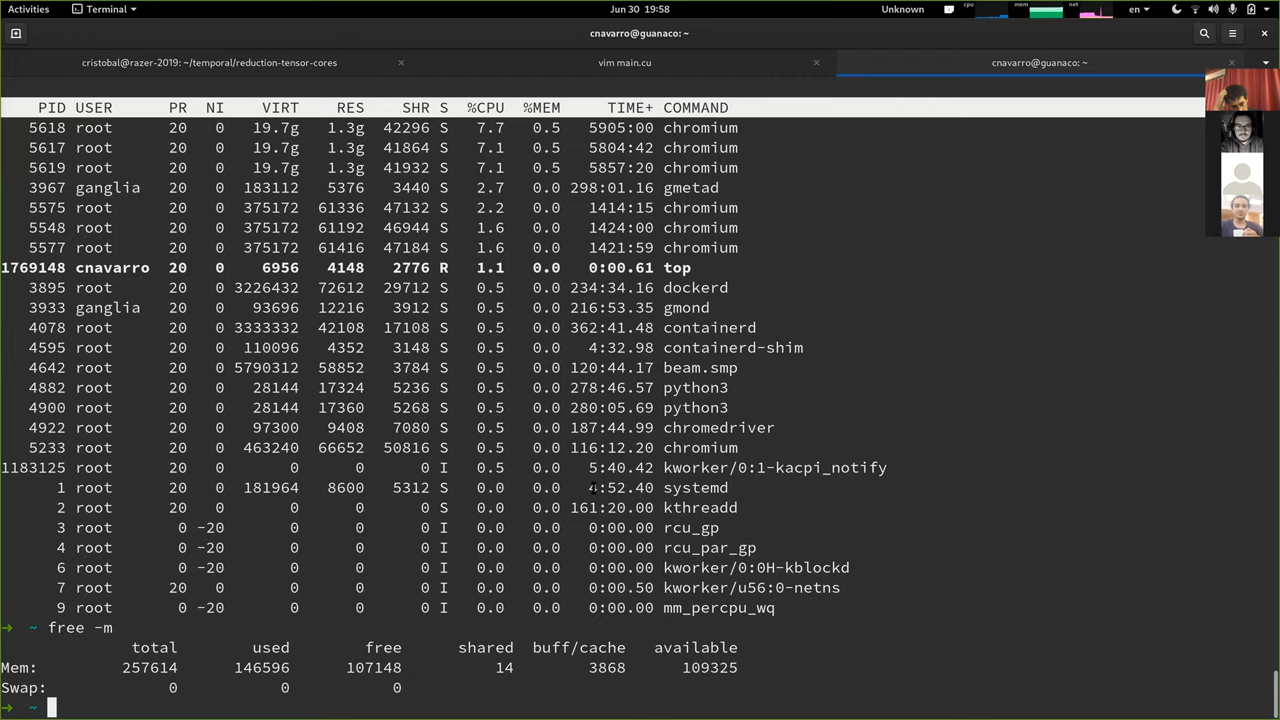 Activities Terminal Jun 30 19:58 Unknown cpu mem net en
cnavarro@guanaco: ~
cristobal@razer-2019: ~/temporal/reduction-tensor-cores × vim main.cu × cnavarro@guanaco: ~ ×
PID USER PR NI VIRT RES SHR S %CPU %MEM TIME+ COMMAND
5618 root 20 0 19.7g 1.3g 42296 S 7.7 0.5 5905:00 chromium
5617 root 20 0 19.7g 1.3g 41864 S 7.1 0.5 5804:42 chromium
5619 root 20 0 19.7g 1.3g 41932 S 7.1 0.5 5857:20 chromium
3967 ganglia 20 0 183112 5376 3440 S 2.7 0.0 298:01.16 gmetad
5575 root 20 0 375172 61336 47132 S 2.2 0.0 1414:15 chromium
5548 root 20 0 375172 61192 46944 S 1.6 0.0 1424:00 chromium
5577 root 20 0 375172 61416 47184 S 1.6 0.0 1421:59 chromium
1769148 cnavarro 20 0 6956 4148 2776 R 1.1 0.0 0:00.61 top
3895 root 20 0 3226432 72612 29712 S 0.5 0.0 234:34.16 dockerd
3933 ganglia 20 0 93696 12216 3912 S 0.5 0.0 216:53.35 gmond
4078 root 20 0 3333332 42108 17108 S 0.5 0.0 362:41.48 containerd
4595 root 20 0 110096 4352 3148 S 0.5 0.0 4:32.98 containerd-shim
4642 root 20 0 5790312 58852 3784 S 0.5 0.0 120:44.17 beam.smp
4882 root 20 0 28144 17324 5236 S 0.5 0.0 278:46.57 python3
4900 root 20 0 28144 17360 5268 S 0.5 0.0 280:05.69 python3
4922 root 20 0 97300 9408 7080 S 0.5 0.0 187:44.99 chromedriver
5233 root 20 0 463240 66652 50816 S 0.5 0.0 116:12.20 chromium
1183125 root 20 0 0 0 0 I 0.5 0.0 5:40.42 kworker/0:1-kacpi_notify
1 root 20 0 181964 8600 5312 S 0.0 0.0 4:52.40 systemd
2 root 20 0 0 0 0 S 0.0 0.0 161:20.00 kthreadd
3 root 0 -20 0 0 0 I 0.0 0.0 0:00.00 rcu_gp
4 root 0 -20 0 0 0 I 0.0 0.0 0:00.00 rcu_par_gp
6 root 0 -20 0 0 0 I 0.0 0.0 0:00.00 kworker/0:0H-kblockd
7 root 20 0 0 0 0 I 0.0 0.0 0:00.50 kworker/u56:0-netns
9 root 0 -20 0 0 0 I 0.0 0.0 0:00.00 mm_percpu_wq
➜ ~ free -m
total used free shared buff/cache available
Mem: 257614 146596 107148 14 3868 109325
Swap: 0 0 0
➜ ~